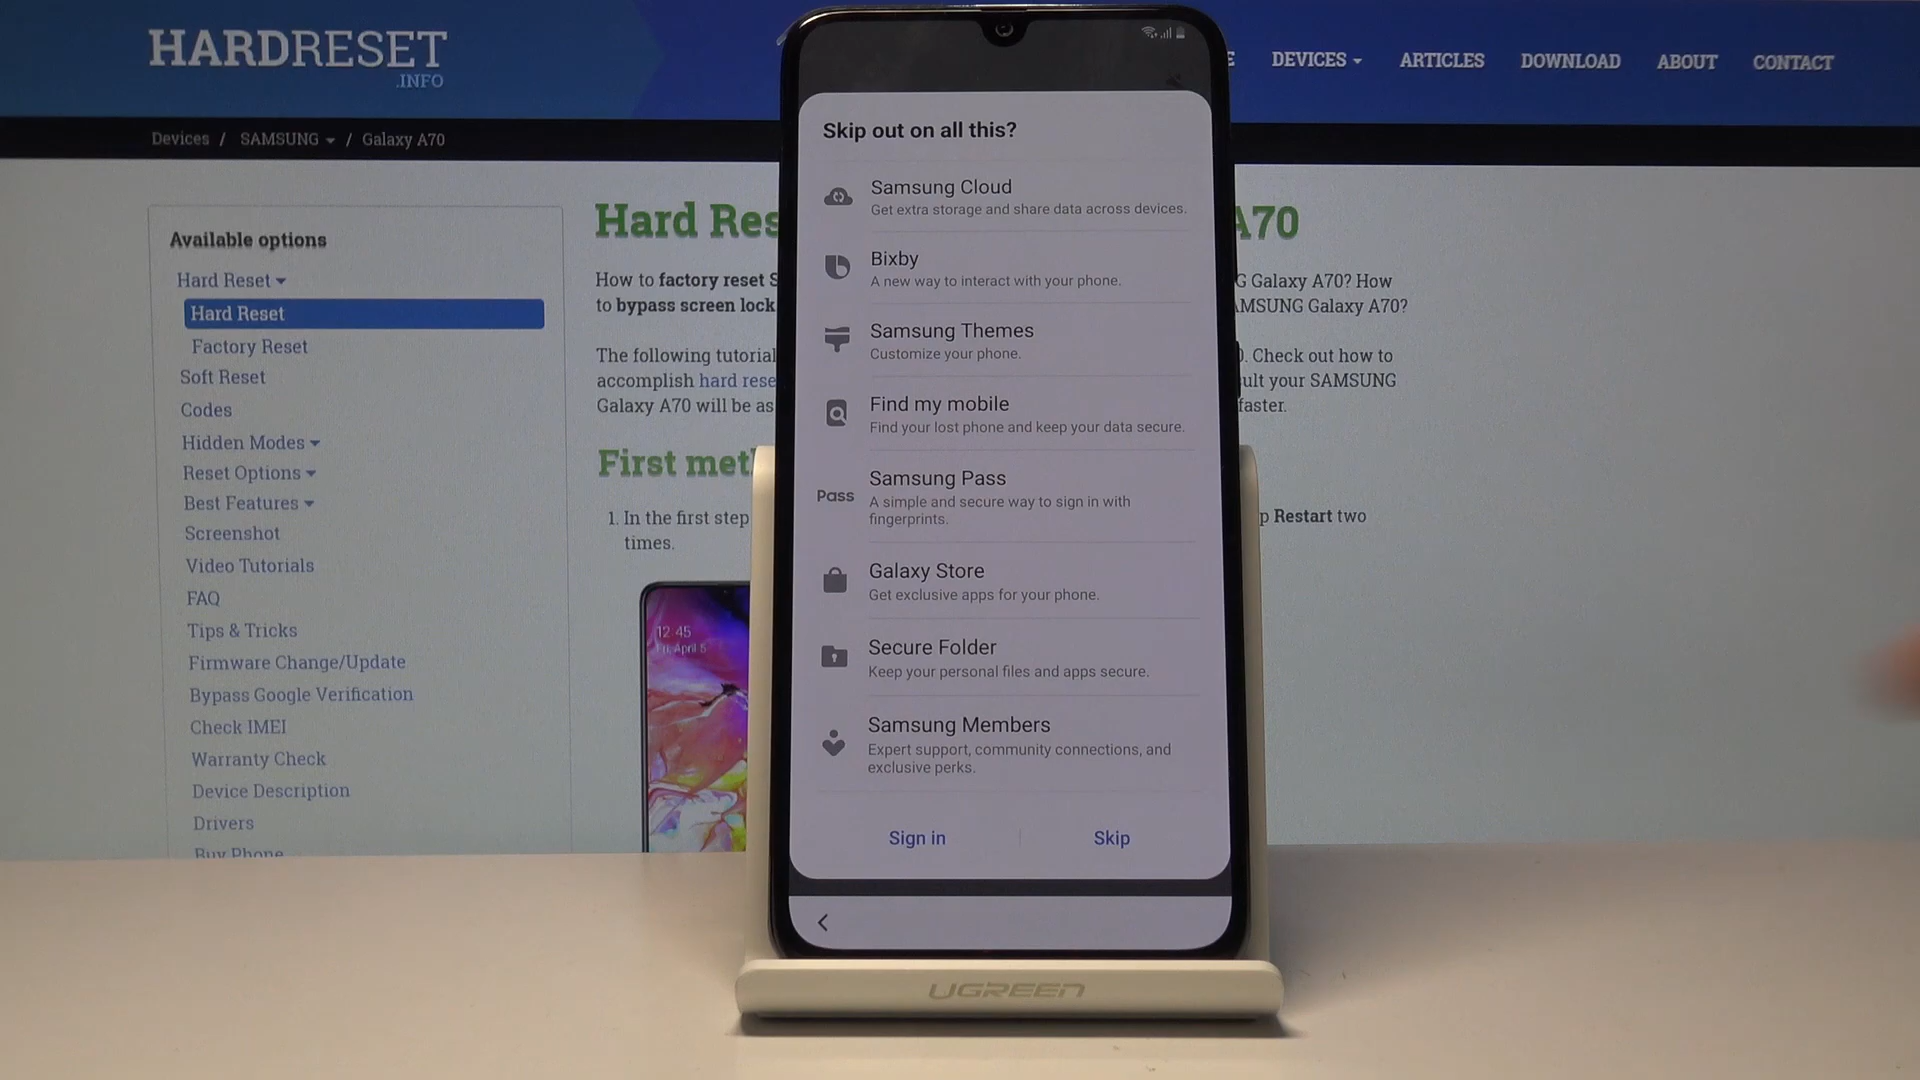 HARDRESET
.INFO
DEVICES
ARTICLES
DOWNLOAD
ABOUT
CONTACT
Devices / SAMSUNG / Galaxy A70
Available options
Hard Reset
Hard Reset
Factory Reset
Soft Reset
Codes
Hidden Modes
Reset Options
Best Features
Screenshot
Video Tutorials
FAQ
Tips & Tricks
Firmware Change/Update
Bypass Google Verification
Check IMEI
Warranty Check
Device Description
Drivers
Buy Phone
Hard Res
A70
How to factory reset S
G Galaxy A70? How
to bypass screen lock
AMSUNG Galaxy A70?
The following tutorial
. Check out how to
accomplish hard rese
ult your SAMSUNG
Galaxy A70 will be as
faster.
First met
1. In the first step
p Restart two
times.
12:45
Fri, April 5
Skip out on all this?
Samsung Cloud
Get extra storage and share data across devices.
Bixby
A new way to interact with your phone.
Samsung Themes
Customize your phone.
Find my mobile
Find your lost phone and keep your data secure.
Pass
Samsung Pass
A simple and secure way to sign in with
fingerprints.
Galaxy Store
Get exclusive apps for your phone.
Secure Folder
Keep your personal files and apps secure.
Samsung Members
Expert support, community connections, and
exclusive perks.
Sign in
Skip
UGREEN